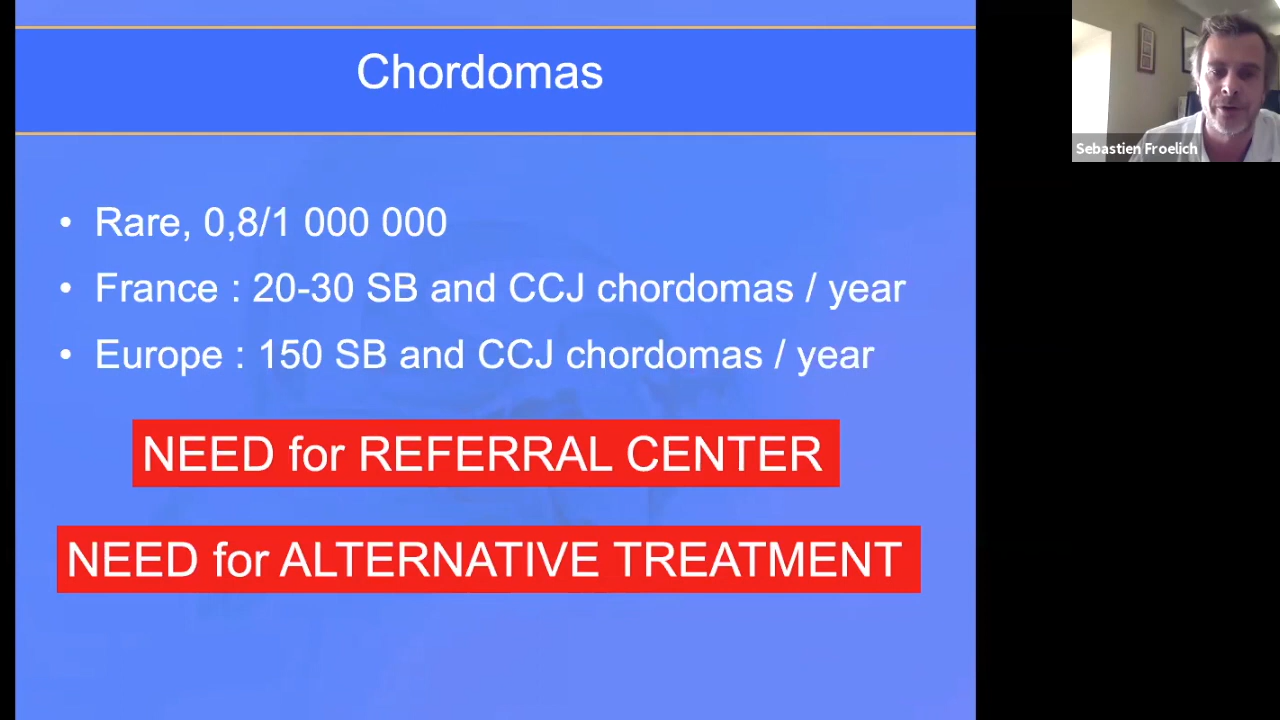 Chordomas
• Rare, 0,8/1 000 000
• France : 20-30 SB and CCJ chordomas / year
• Europe : 150 SB and CCJ chordomas / year
NEED for REFERRAL CENTER
NEED for ALTERNATIVE TREATMENT
Sebastien Froelich